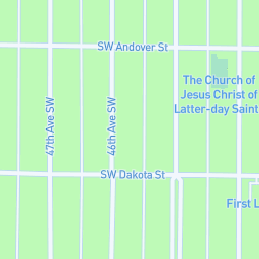 SW Andover St
The Church of
Jesus Christ of
Latter-day Saint
47th Ave SW
46th Ave SW
SW Dakota St
First L